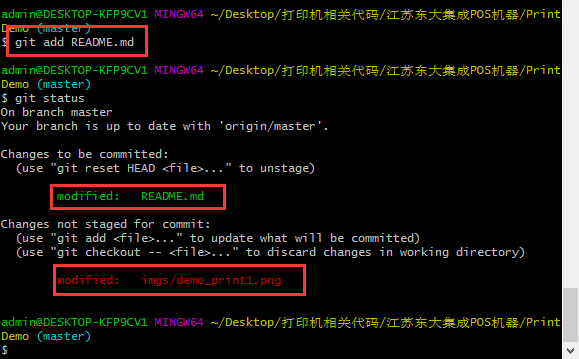 admin@DESKTOP-KFP9CV1 MINGW64 ~/Desktop/打印机相关代码/江苏东大集成POS机器/Print
Demo (master)
$ git add README.md
admin@DESKTOP-KFP9CV1 MINGW64 ~/Desktop/打印机相关代码/江苏东大集成POS机器/Print
Demo (master)
$ git status
On branch master
Your branch is up to date with 'origin/master'.
Changes to be committed:
(use "git reset HEAD <file>..." to unstage)
modified: README.md
Changes not staged for commit:
(use "git add <file>..." to update what will be committed)
(use "git checkout -- <file>..." to discard changes in working directory)
modified: imgs/demo_print1.png
admin@DESKTOP-KFP9CV1 MINGW64 ~/Desktop/打印机相关代码/江苏东大集成POS机器/Print
Demo (master)
$